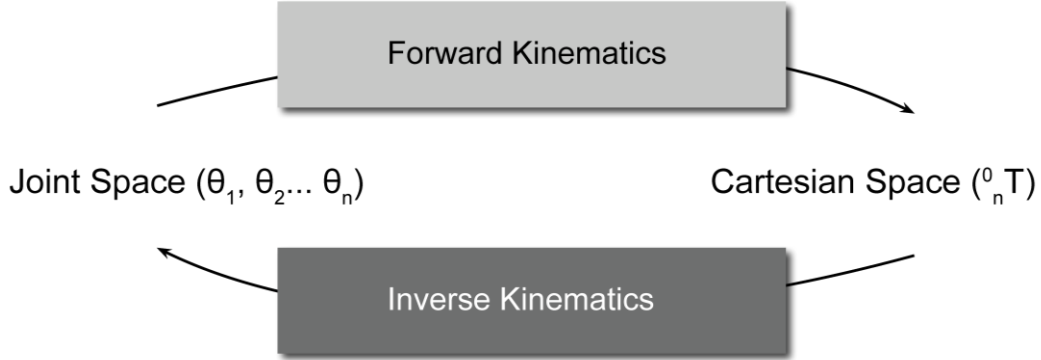 Forward Kinematics
Joint Space (θ₁, θ₂... θₙ)
Cartesian Space (⁰ₙT)
Inverse Kinematics